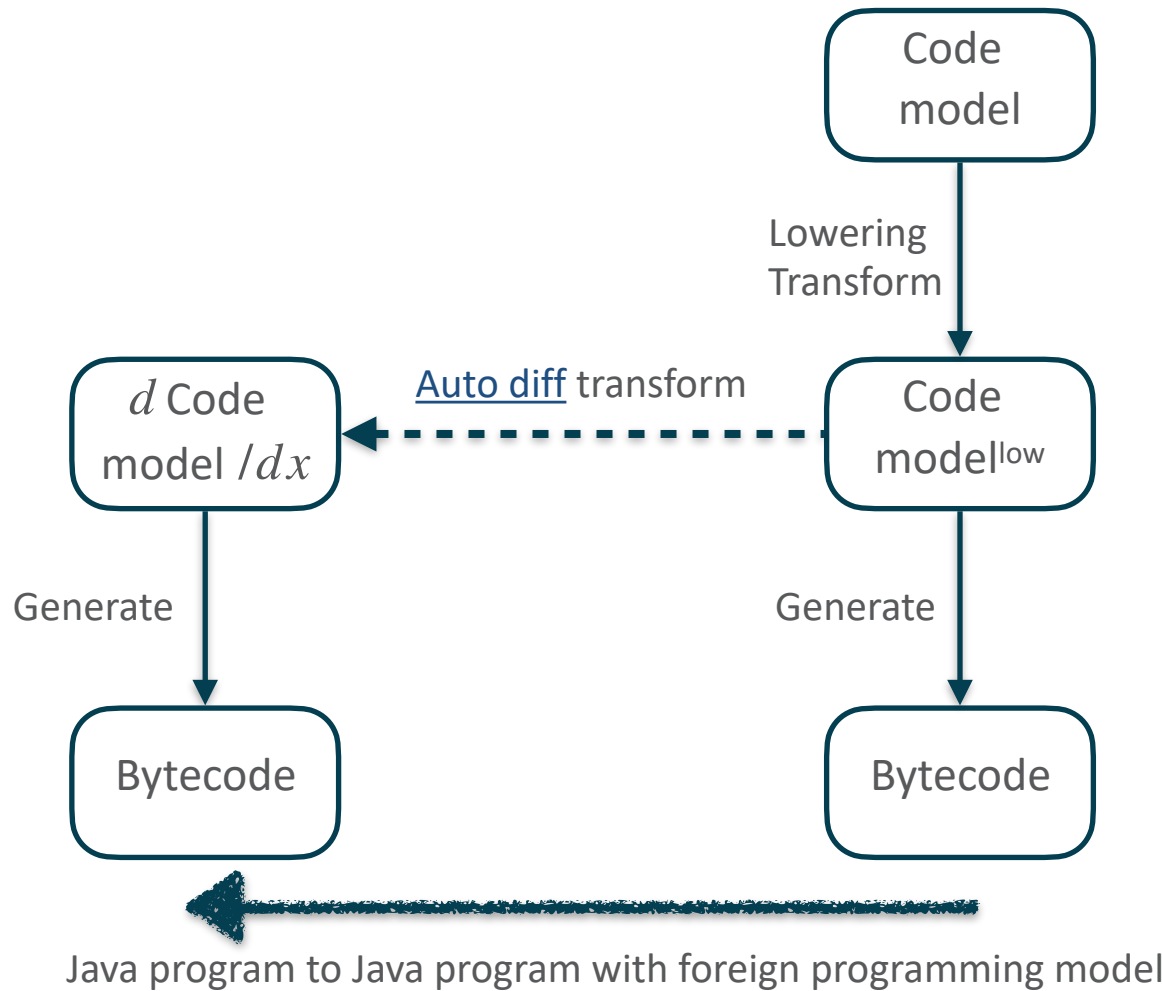 Code
model
Lowering
Transform
d Code
model /dx
Auto diff transform
Code
modelˡᵒʷ
Generate
Generate
Bytecode
Bytecode
Java program to Java program with foreign programming model